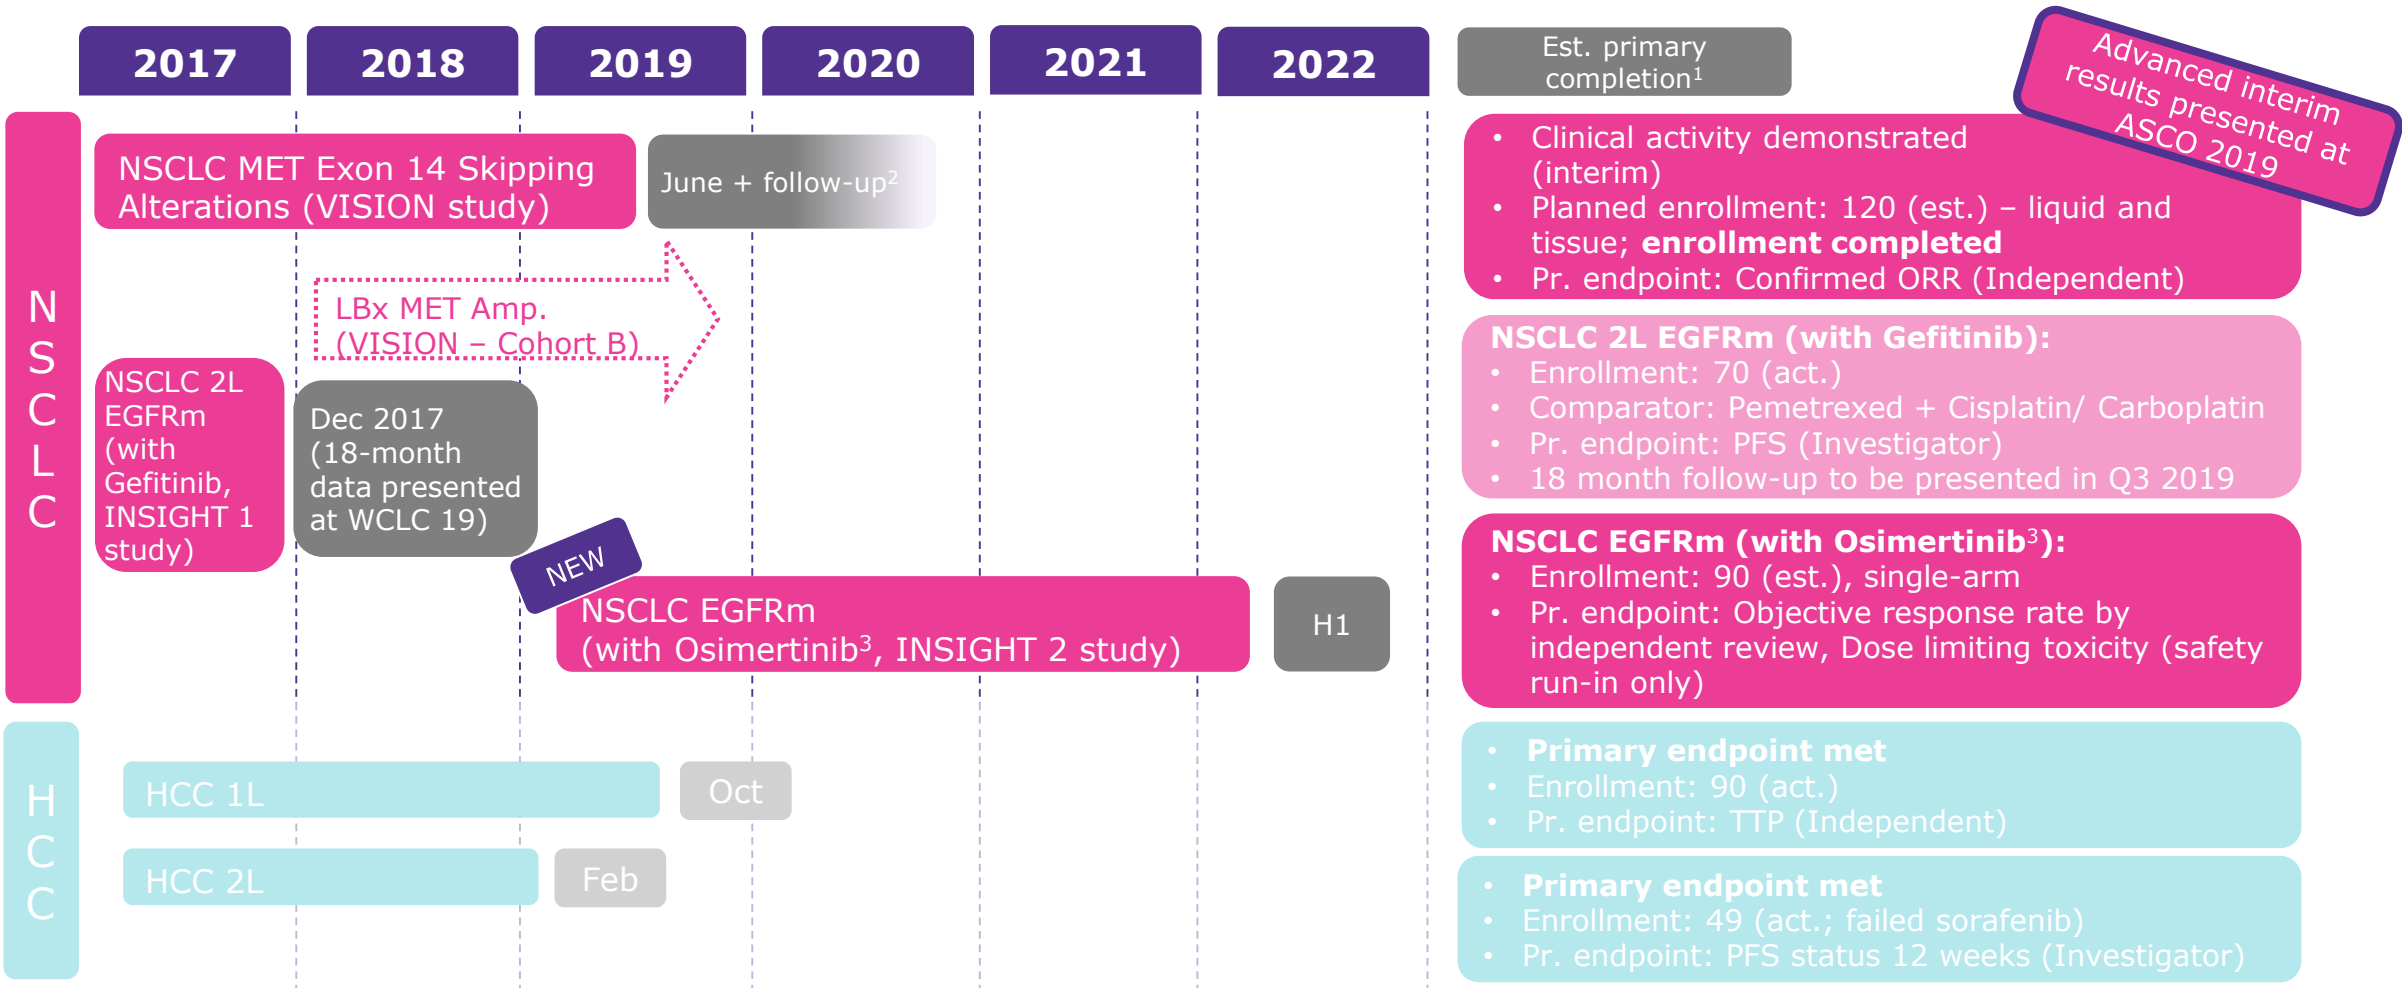 2017
2018
2019
2020
2021
2022
Est. primary
completion¹
Advanced interim
results presented at
ASCO 2019
NSCLC
NSCLC MET Exon 14 Skipping
Alterations (VISION study)
June + follow-up²
• Clinical activity demonstrated
(interim)
• Planned enrollment: 120 (est.) – liquid and
tissue; enrollment completed
• Pr. endpoint: Confirmed ORR (Independent)
LBx MET Amp.
(VISION – Cohort B)
NSCLC 2L
EGFRm
(with
Gefitinib,
INSIGHT 1
study)
Dec 2017
(18-month
data presented
at WCLC 19)
NSCLC 2L EGFRm (with Gefitinib):
• Enrollment: 70 (act.)
• Comparator: Pemetrexed + Cisplatin/ Carboplatin
• Pr. endpoint: PFS (Investigator)
• 18 month follow-up to be presented in Q3 2019
NEW
NSCLC EGFRm
(with Osimertinib³, INSIGHT 2 study)
H1
NSCLC EGFRm (with Osimertinib³):
• Enrollment: 90 (est.), single-arm
• Pr. endpoint: Objective response rate by
independent review, Dose limiting toxicity (safety
run-in only)
HCC
HCC 1L
Oct
• Primary endpoint met
• Enrollment: 90 (act.)
• Pr. endpoint: TTP (Independent)
HCC 2L
Feb
• Primary endpoint met
• Enrollment: 49 (act.; failed sorafenib)
• Pr. endpoint: PFS status 12 weeks (Investigator)